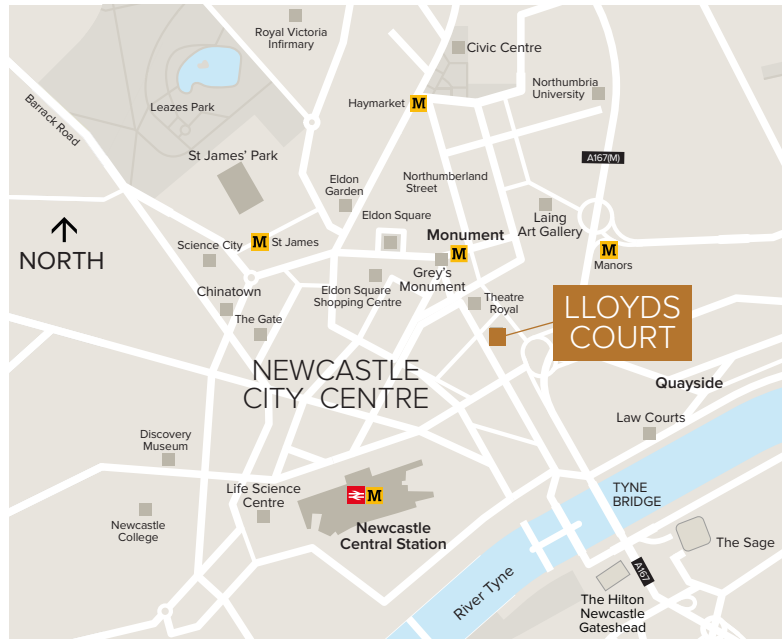 Royal Victoria
Infirmary
Civic Centre
Barrack Road
Leazes Park
Haymarket
M
Northumbria
University
St James' Park
A167(M)
Eldon
Garden
Northumberland
Street
Eldon Square
Laing
Art Gallery
NORTH
Science City
M
St James
Monument
M
M
Manors
Grey's
Monument
Chinatown
Eldon Square
Shopping Centre
Theatre
Royal
LLOYDS
COURT
The Gate
NEWCASTLE
CITY CENTRE
Quayside
Law Courts
Discovery
Museum
Life Science
Centre
M
TYNE
BRIDGE
Newcastle
College
Newcastle
Central Station
The Sage
A167
River Tyne
The Hilton
Newcastle
Gateshead